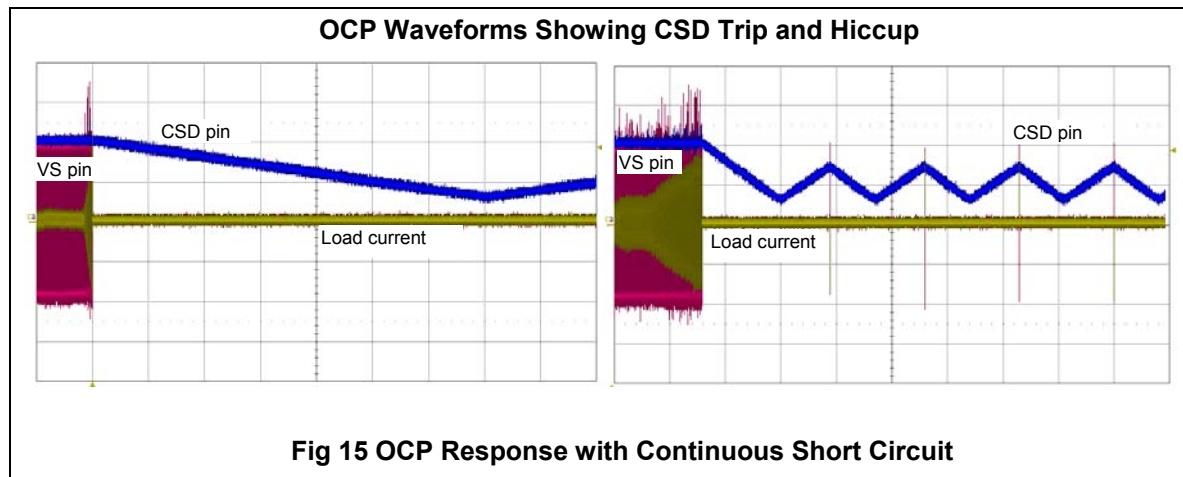 OCP Waveforms Showing CSD Trip and Hiccup
CSD pin
VS pin
Load current
CSD pin
VS pin
Load current
Fig 15 OCP Response with Continuous Short Circuit